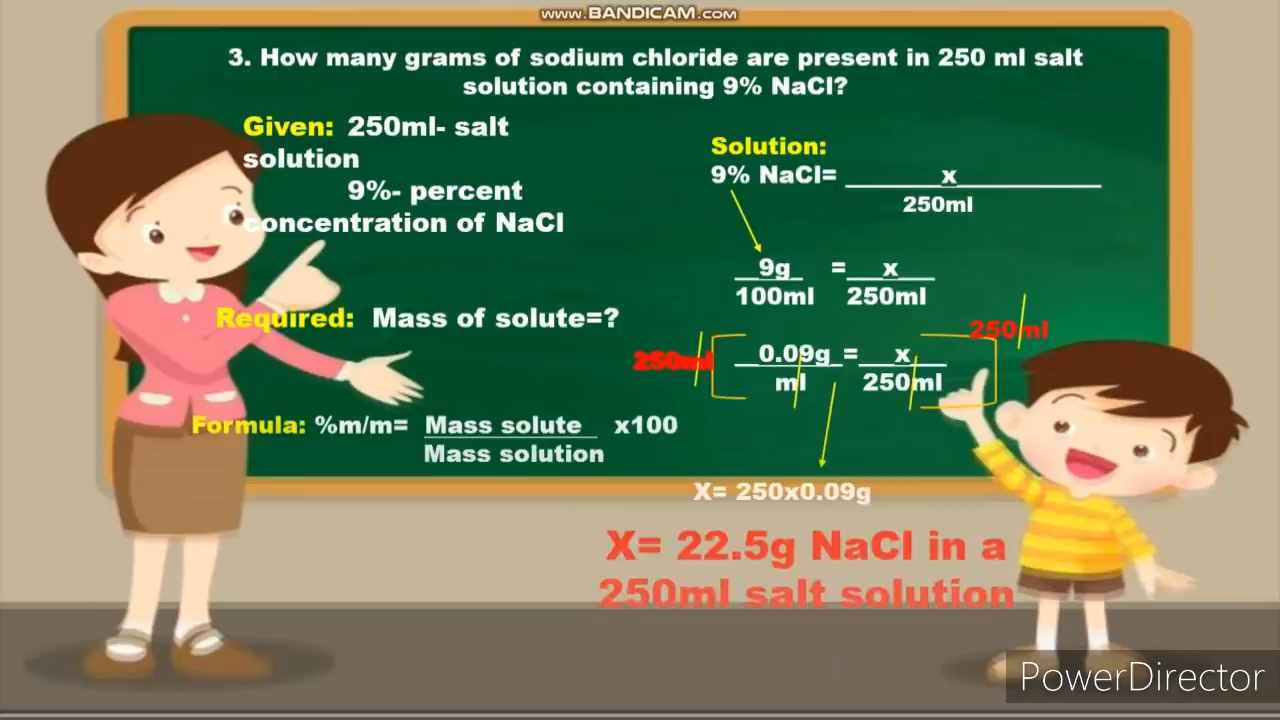 www.BANDICAM.com
3. How many grams of sodium chloride are present in 250 ml salt
solution containing 9% NaCl?
Given: 250ml- salt
solution
9%- percent
concentration of NaCl
Required: Mass of solute=?
Formula: %m/m= Mass solute x100
Mass solution
Solution:
9% NaCl= x
250ml
9g = x
100ml 250ml
250ml
250ml 0.09g = x
ml 250ml
X= 250x0.09g
X= 22.5g NaCl in a
250ml salt solution
PowerDirector